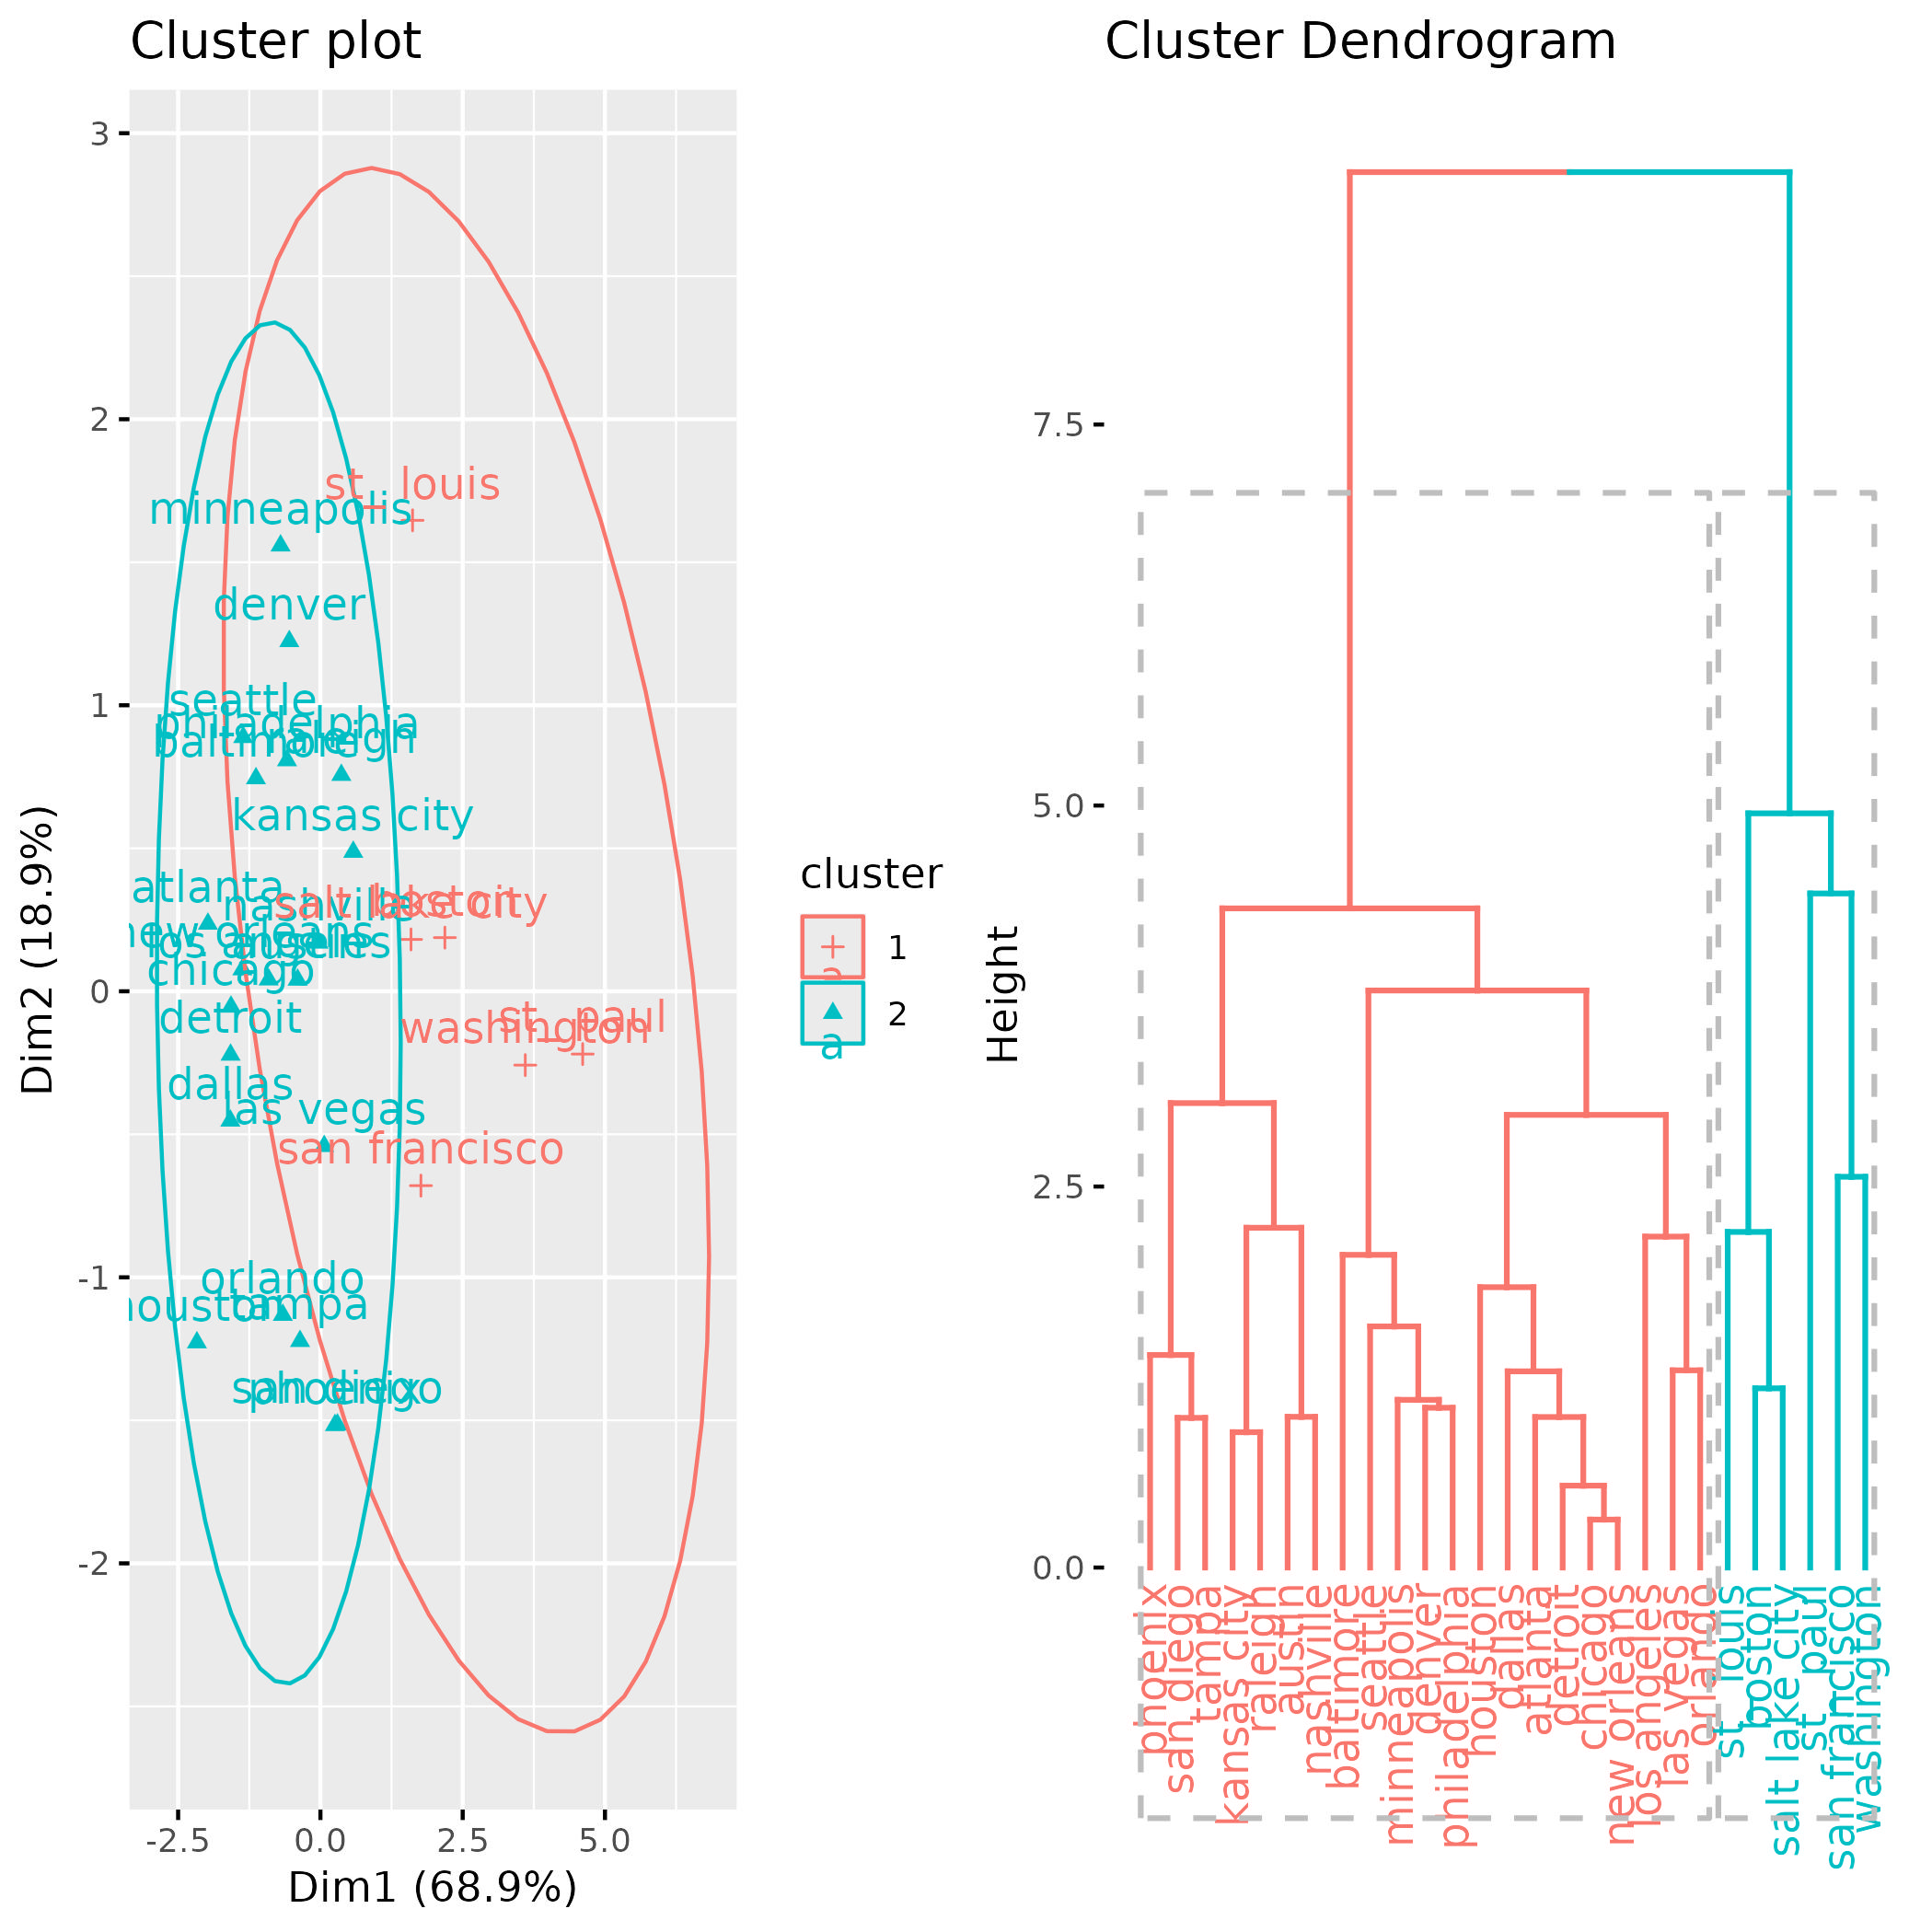 Cluster plot
Cluster Dendrogram
3
2
1
0
-1
-2
Dim2 (18.9%)
st_ louis
minneapolis
denver
seattle
philadelphia
baltimore
raleigh
kansas city
atlanta
nashville
salt lake city
boston
new orleans
los angeles
austin
chicago
detroit
st_ paul
washington
dallas
las vegas
san francisco
orlando
houston
tampa
san diego
phoenix
-2.5 0.0 2.5 5.0
Dim1 (68.9%)
cluster
a 1
a 2
Height
7.5
5.0
2.5
0.0
phoenix
san diego
tampa
kansas city
raleigh
austin
nashville
baltimore
seattle
minneapolis
denver
philadelphia
houston
dallas
atlanta
detroit
chicago
new orleans
los angeles
las vegas
orlando
st_ louis
boston
salt lake city
st_ paul
san francisco
washington